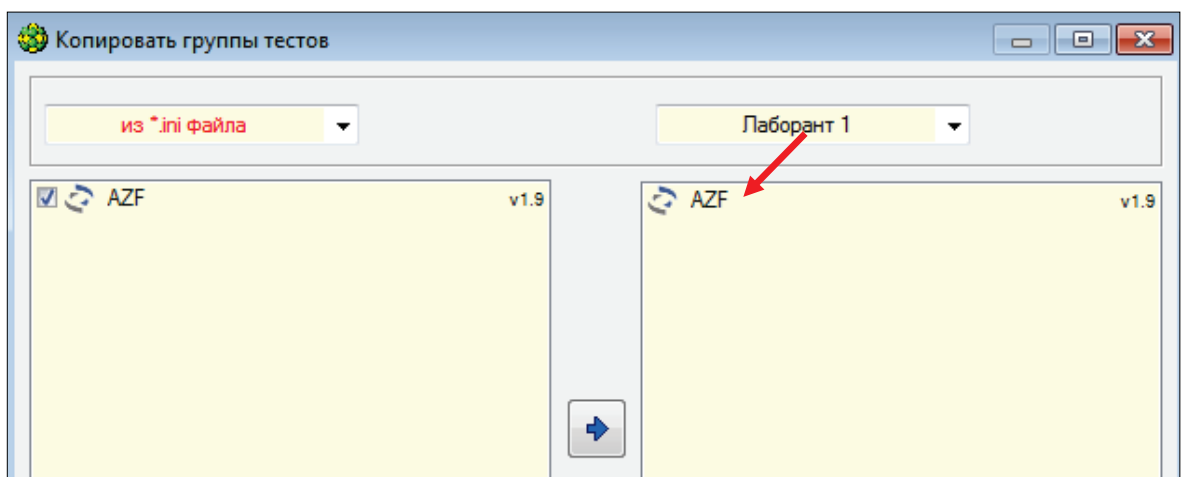 Копировать группы тестов
из *.ini файла
Лаборант 1
AZF v1.9
AZF v1.9